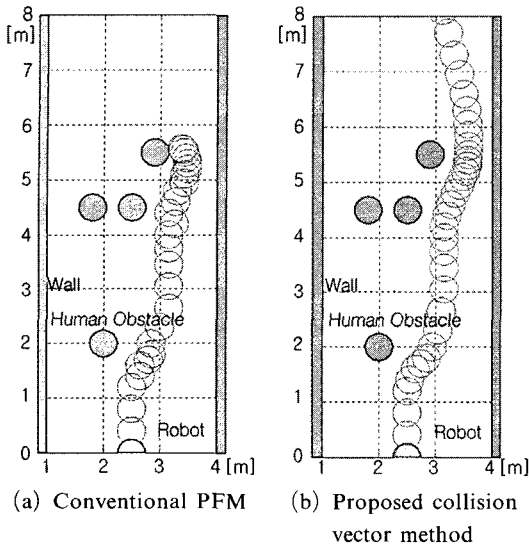 8
[m]
7
6
5
4
3
Wall
Human Obstacle
2
1
Robot
0
1 2 3 4 [m]
(a) Conventional PFM
8
[m]
7
6
5
4
3
Wall
Human Obstacle
2
1
Robot
0
1 2 3 4 [m]
(b) Proposed collision
vector method